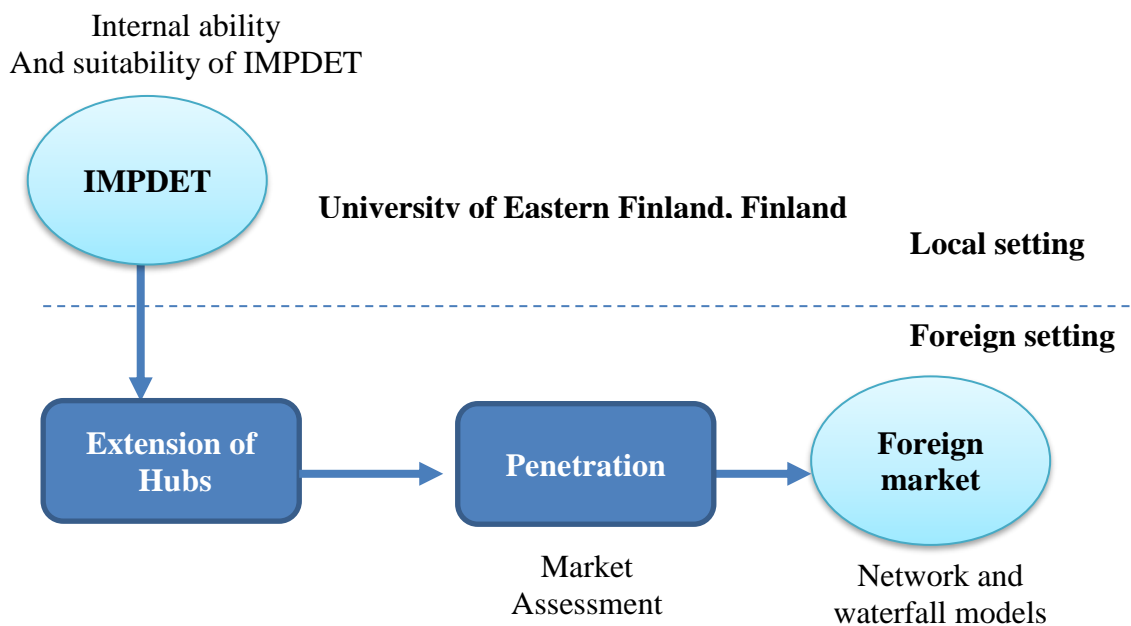 Internal ability
And suitability of IMPDET
IMPDET
University of Eastern Finland, Finland
Local setting
Foreign setting
Extension of
Hubs
Penetration
Foreign
market
Market
Assessment
Network and
waterfall models